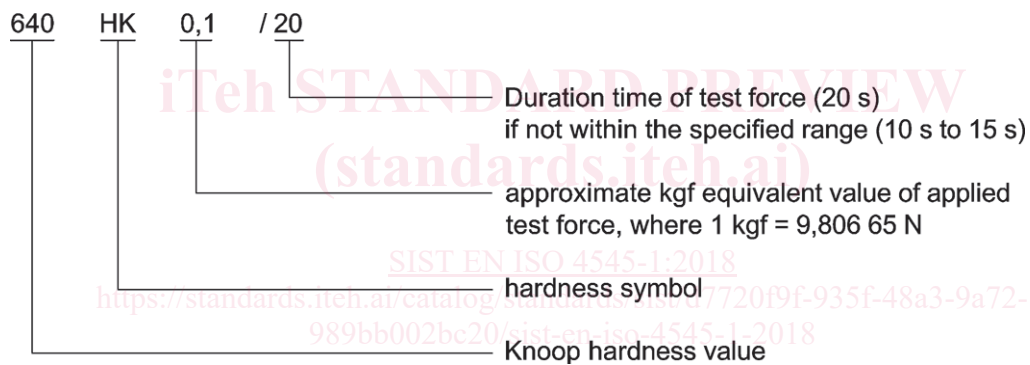 640 HK 0,1 / 20
iTeh STANDARD PREVIEW
Duration time of test force (20 s)
if not within the specified range (10 s to 15 s)
(standards.iteh.ai)
approximate kgf equivalent value of applied
test force, where 1 kgf = 9,806 65 N
SIST EN ISO 4545-1:2018
hardness symbol
https://standards.iteh.ai/catalog/standards/sist/d7720f9f-935f-48a3-9a72-
989bb002bc20/sist-en-iso-4545-1-2018
Knoop hardness value